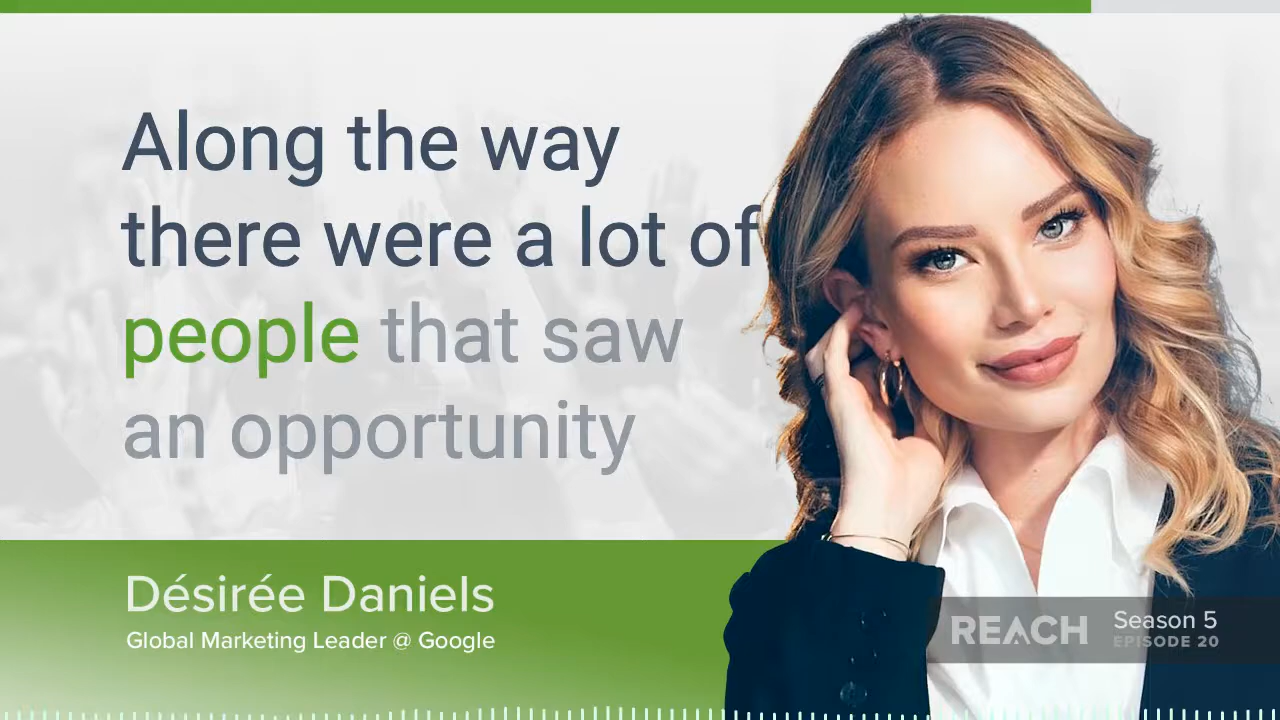 Along the way
there were a lot of
people that saw
an opportunity
Désirée Daniels
Global Marketing Leader @ Google
REACH
Season 5
EPISODE 20